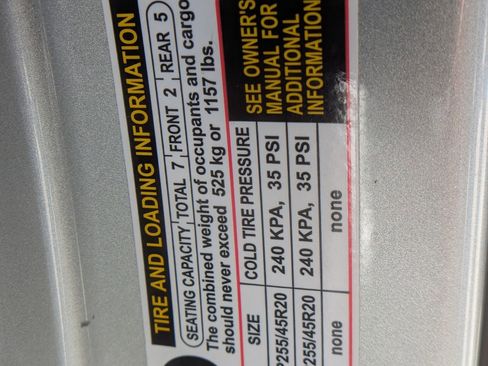 TIRE AND LOADING INFORMATION
SEATING CAPACITY TOTAL 7 FRONT 2 REAR 5
The combined weight of occupants and cargo
should never exceed 525 kg or 1157 lbs.
SIZE COLD TIRE PRESSURE
P255/45R20 240 KPA, 35 PSI
255/45R20 240 KPA, 35 PSI
none none
SEE OWNER'S
MANUAL FOR
ADDITIONAL
INFORMATION